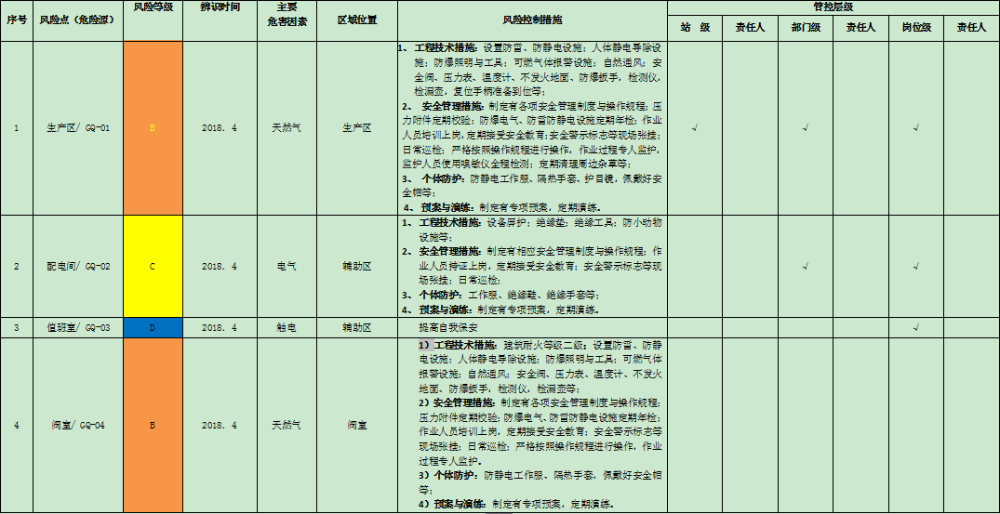 序号 风险点（危险源） 风险等级 辨识时间 主要 危害因素 区域位置 风险控制措施 管控层级
站 级 责任人 部门级 责任人 岗位级 责任人
1 生产区/ GQ-01 B 2018. 4 天然气 生产区 √ √ √
1、 工程技术措施：设置防雷、防静电设施；人体静电导除设
施；防爆照明与工具；可燃气体报警设施；自然通风；安
全阀、压力表、温度计、不发火地面、防爆扳手，检测仪，
检漏壶，复位手柄准备到位等；
2、 安全管理措施：制定有各项安全管理制度与操作规程；压
力附件定期校验；防爆电气、防雷防静电设施定期年检；作业
人员培训上岗，定期接受安全教育；安全警示标志等现场张挂；
日常巡检；严格按照操作规程进行操作，作业过程专人监护，
监护人员使用嗅敏仪全程检测；定期清理周边杂草等；
3、 个体防护：防静电工作服、隔热手套、护目镜，佩戴好安
全帽等；
4、 预案与演练：制定有专项预案，定期演练。
2 配电间/ GQ-02 C 2018. 4 电气 辅助区 √ √
1、 工程技术措施：设备屏护；绝缘垫；绝缘工具；防小动物
设施等；
2、 安全管理措施：制定有相应安全管理制度与操作规程；作
业人员持证上岗，定期接受安全教育；安全警示标志等现
场张挂；日常巡检；
3、 个体防护：工作服、绝缘鞋、绝缘手套等；
4、 预案与演练：制定有专项预案，定期演练。
3 值班室/ GQ-03 D 2018. 4 触电 辅助区 提高自我保安 √
4 阀室/ GQ-04 B 2018. 4 天然气 阀室
1）工程技术措施：建筑耐火等级二级；设置防雷、防静
电设施；人体静电导除设施；防爆照明与工具；可燃气体
报警设施；自然通风；安全阀、压力表、温度计、不发火
地面、防爆扳手，检测仪，检漏壶等；
2）安全管理措施：制定有各项安全管理制度与操作规程；
压力附件定期校验；防爆电气、防雷防静电设施定期年检；
作业人员培训上岗，定期接受安全教育；安全警示标志等
现场张挂；日常巡检；严格按照操作规程进行操作，作业
过程专人监护。
3）个体防护：防静电工作服、隔热手套，佩戴好安全帽
等；
4）预案与演练：制定有专项预案，定期演练。